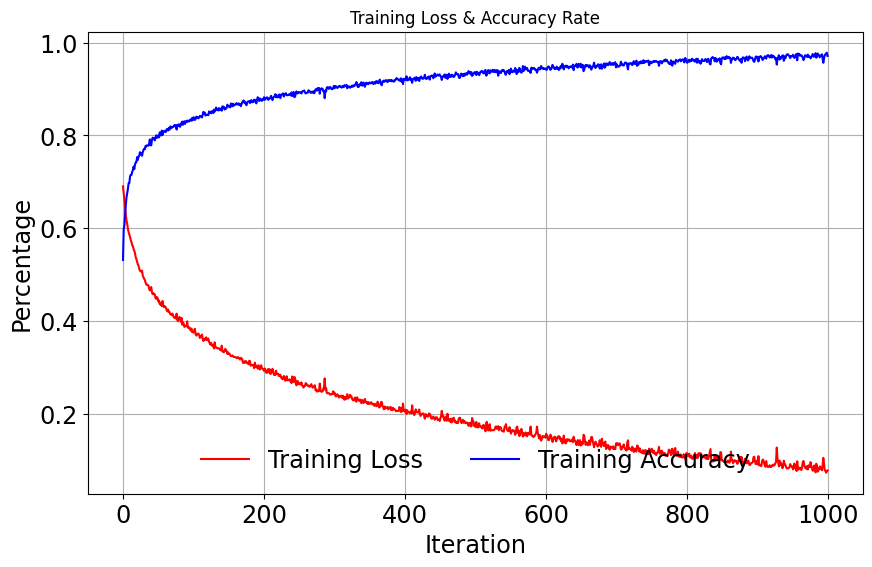 Training Loss & Accuracy Rate
Percentage
1.0
0.8
0.6
0.4
0.2
Training Loss
Training Accuracy
0
200
400
600
800
1000
Iteration